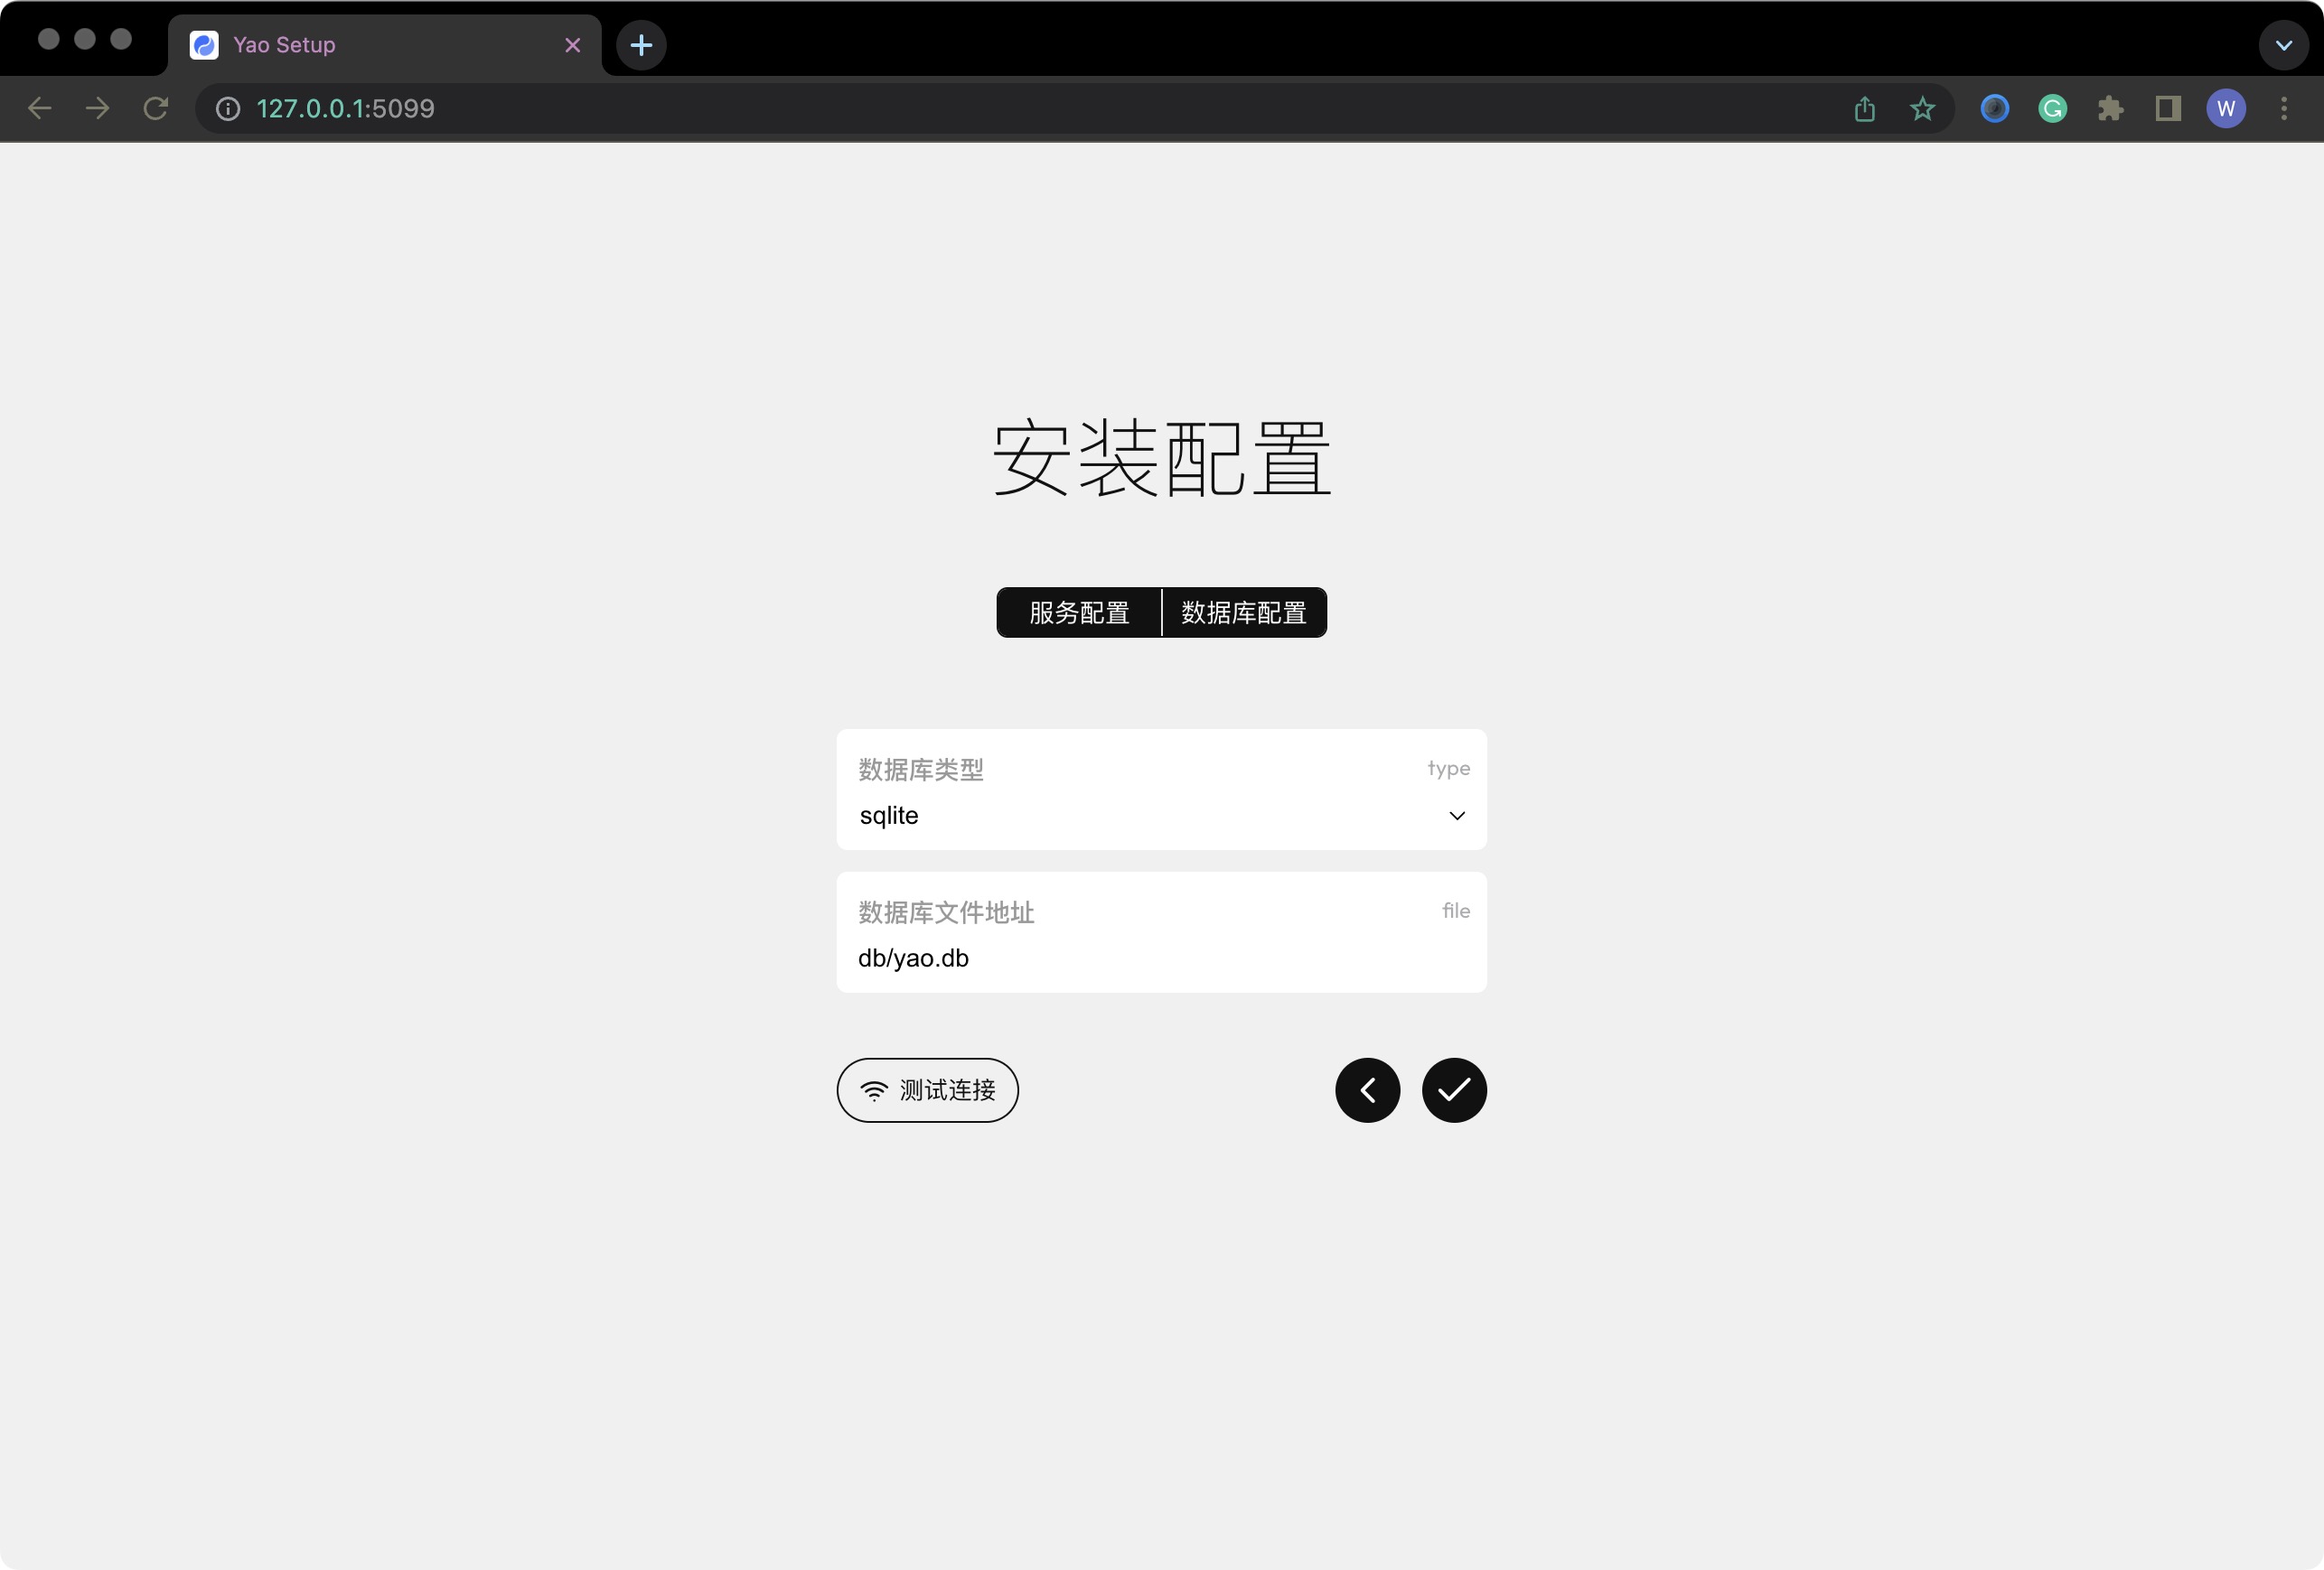 Yao Setup
127.0.0.1:5099
W
安装配置
服务配置 数据库配置
数据库类型 type
sqlite
数据库文件地址 file
db/yao.db
测试连接